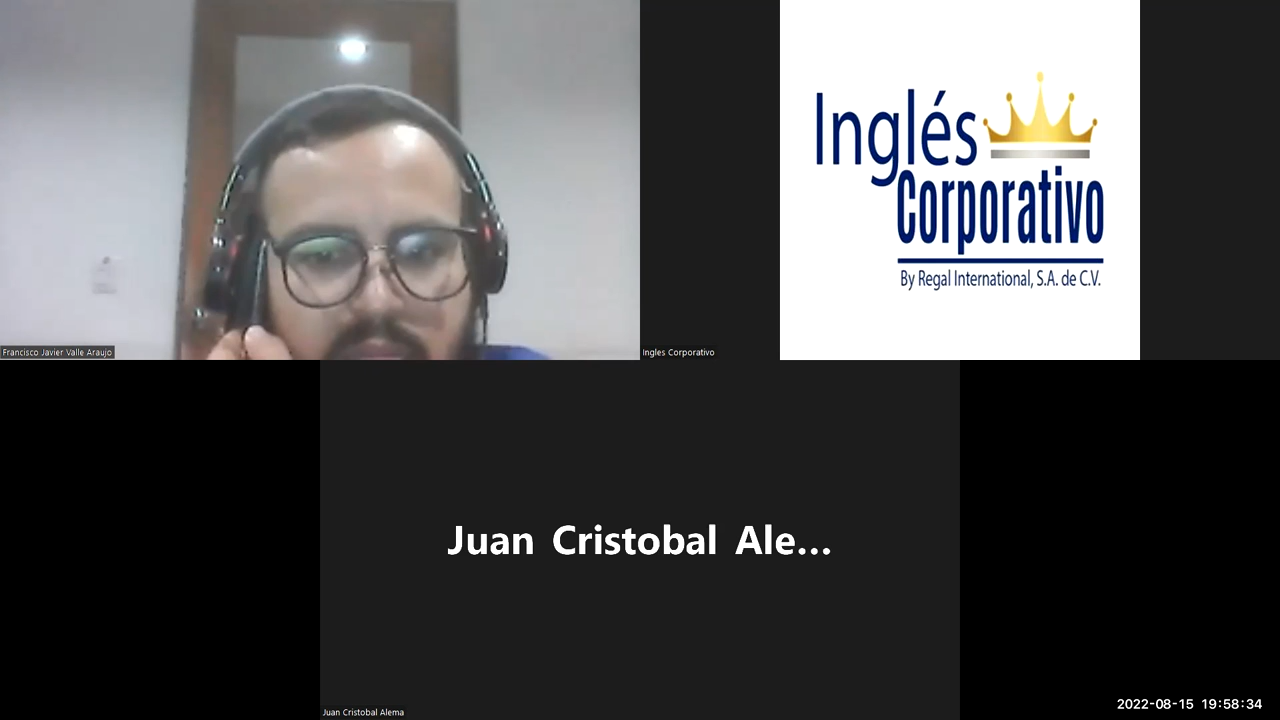 Inglés
Corporativo
By Regal International, S.A. de C.V.
Francisco Javier Valle Araujo
Ingles Corporativo
Juan Cristobal Ale...
Juan Cristobal Alema
2022-08-15 19:58:34